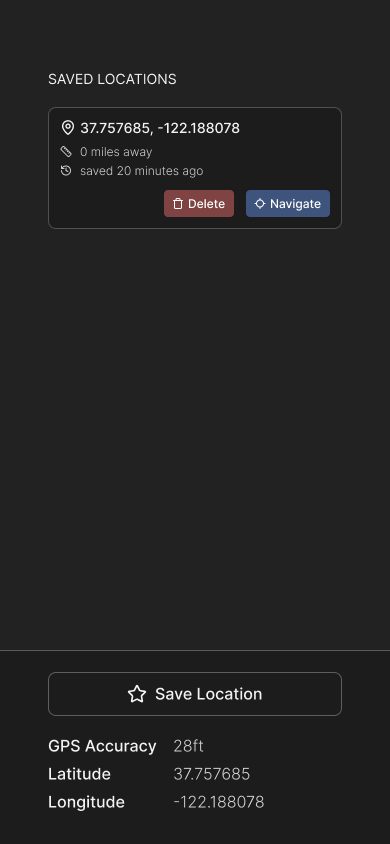 SAVED LOCATIONS
37.757685, -122.188078
0 miles away
saved 20 minutes ago
Delete Navigate
Save Location
GPS Accuracy 28ft
Latitude 37.757685
Longitude -122.188078